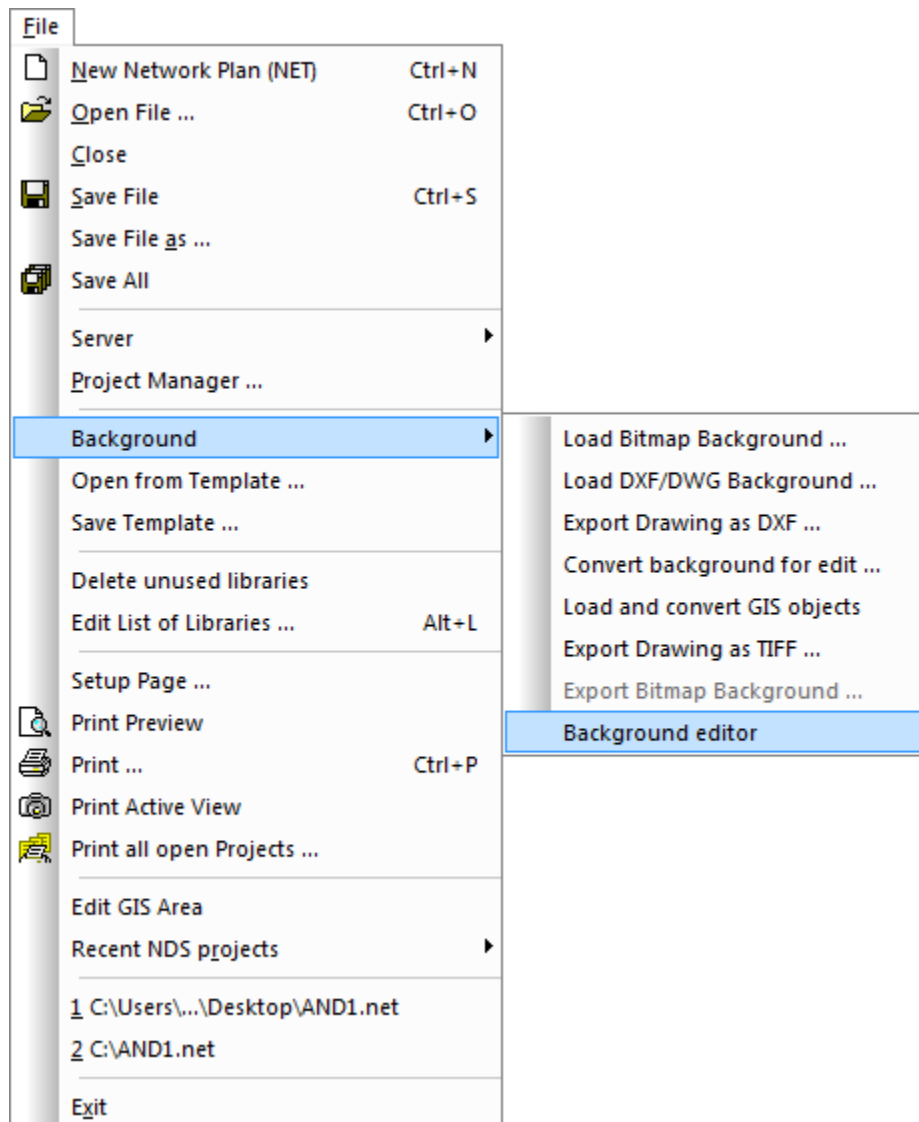 File
New Network Plan (NET) Ctrl+N
Open File ... Ctrl+O
Close
Save File Ctrl+S
Save File as ...
Save All
Server
Project Manager ...
Background
Open from Template ...
Save Template ...
Delete unused libraries
Edit List of Libraries ... Alt+L
Setup Page ...
Print Preview
Print ... Ctrl+P
Print Active View
Print all open Projects ...
Edit GIS Area
Recent NDS projects
1 C:\Users\...\Desktop\AND1.net
2 C:\AND1.net
Exit
Load Bitmap Background ...
Load DXF/DWG Background ...
Export Drawing as DXF ...
Convert background for edit ...
Load and convert GIS objects
Export Drawing as TIFF ...
Export Bitmap Background ...
Background editor